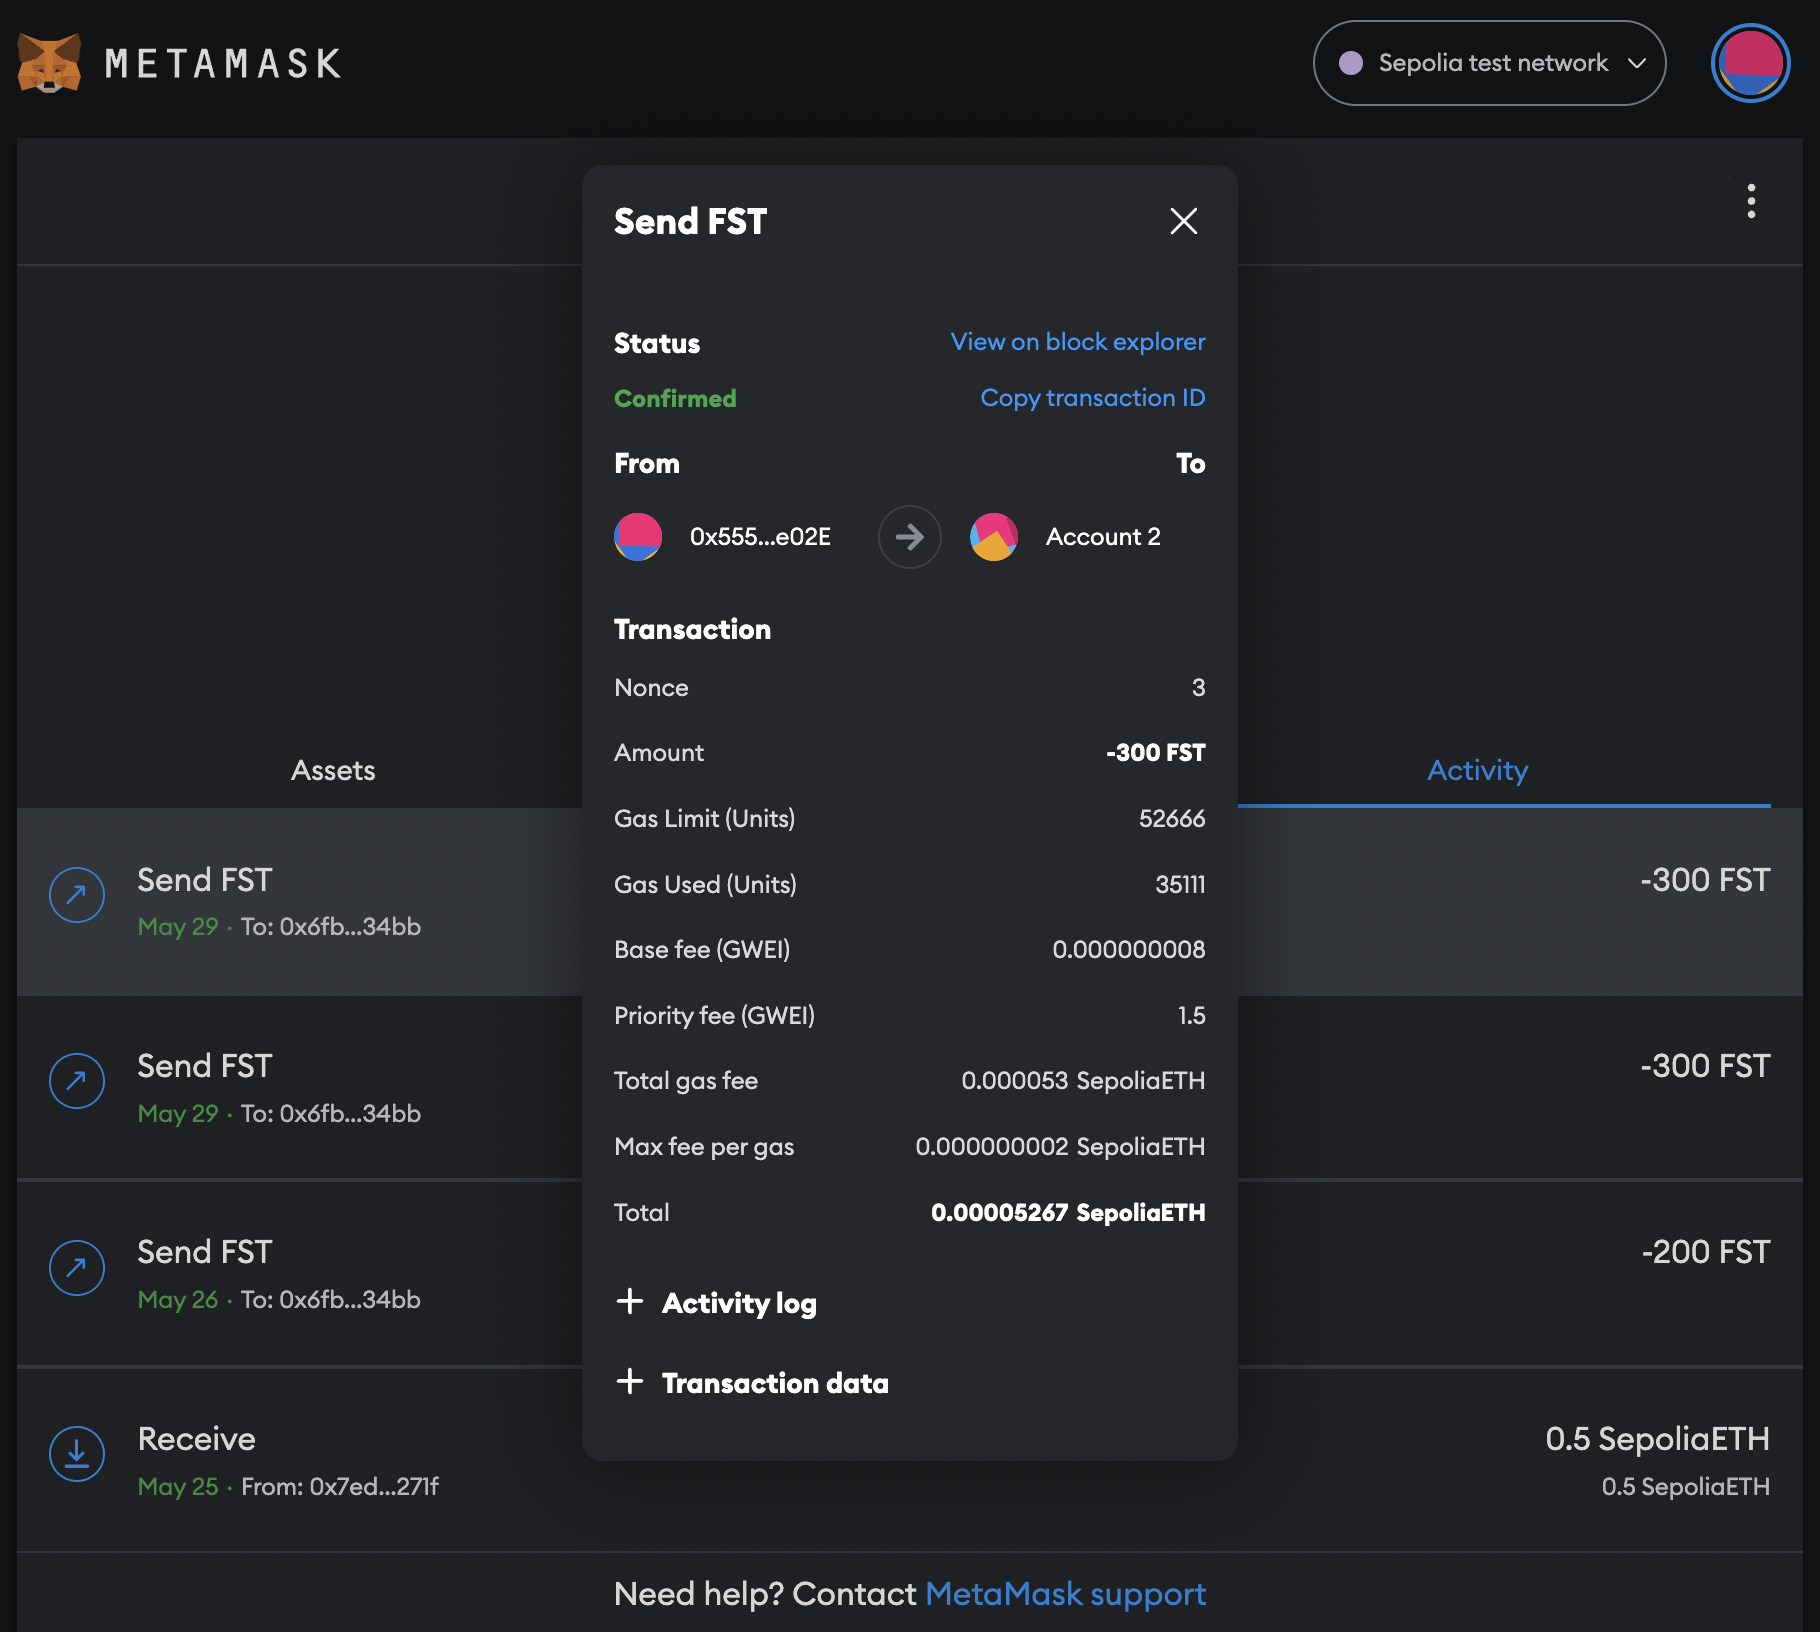 METAMASK
Sepolia test network
Send FST
Status
View on block explorer
Confirmed
Copy transaction ID
From
To
0x555...e02E
Account 2
Transaction
Nonce
3
Amount
-300 FST
Gas Limit (Units)
52666
Gas Used (Units)
35111
Base fee (GWEI)
0.000000008
Priority fee (GWEI)
1.5
Total gas fee
0.000053 SepoliaETH
Max fee per gas
0.000000002 SepoliaETH
Total
0.00005267 SepoliaETH
Activity log
Transaction data
Assets
Activity
Send FST
-300 FST
May 29 · To: 0x6fb...34bb
Send FST
-300 FST
May 29 · To: 0x6fb...34bb
Send FST
-200 FST
May 26 · To: 0x6fb...34bb
Receive
0.5 SepoliaETH
May 25 · From: 0x7ed...271f
0.5 SepoliaETH
Need help? Contact MetaMask support